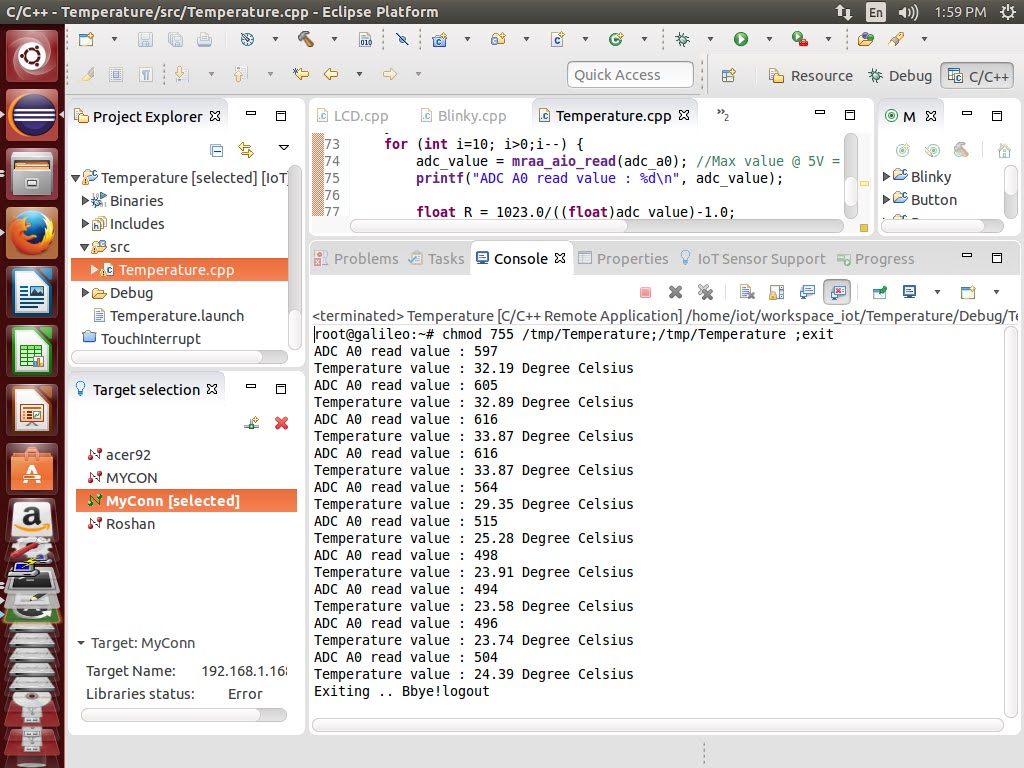 C/C++ - Temperature/src/Temperature.cpp - Eclipse Platform
En
1:59 PM
Quick Access
Resource
Debug
C/C++
Project Explorer
Temperature [selected] [IoT
Binaries
Includes
src
Temperature.cpp
Debug
Temperature.launch
TouchInterrupt
LCD.cpp
Blinky.cpp
Temperature.cpp
»2
73 for (int i=10; i>0;i--) {
74 adc_value = mraa_aio_read(adc_a0); //Max value @ 5V =
75 printf("ADC A0 read value : %d\n", adc_value);
76
77 float R = 1023.0/((float)adc_value)-1.0;
M
Blinky
Button
Target selection
acer92
MYCON
MyConn [selected]
Roshan
Target: MyConn
Target Name: 192.168.1.168
Libraries status: Error
Problems
Tasks
Console
Properties
IoT Sensor Support
Progress
<terminated> Temperature [C/C++ Remote Application] /home/iot/workspace_iot/Temperature/Debug/Te
root@galileo:~# chmod 755 /tmp/Temperature;/tmp/Temperature ;exit
ADC A0 read value : 597
Temperature value : 32.19 Degree Celsius
ADC A0 read value : 605
Temperature value : 32.89 Degree Celsius
ADC A0 read value : 616
Temperature value : 33.87 Degree Celsius
ADC A0 read value : 616
Temperature value : 33.87 Degree Celsius
ADC A0 read value : 564
Temperature value : 29.35 Degree Celsius
ADC A0 read value : 515
Temperature value : 25.28 Degree Celsius
ADC A0 read value : 498
Temperature value : 23.91 Degree Celsius
ADC A0 read value : 494
Temperature value : 23.58 Degree Celsius
ADC A0 read value : 496
Temperature value : 23.74 Degree Celsius
ADC A0 read value : 504
Temperature value : 24.39 Degree Celsius
Exiting .. Bbye!logout